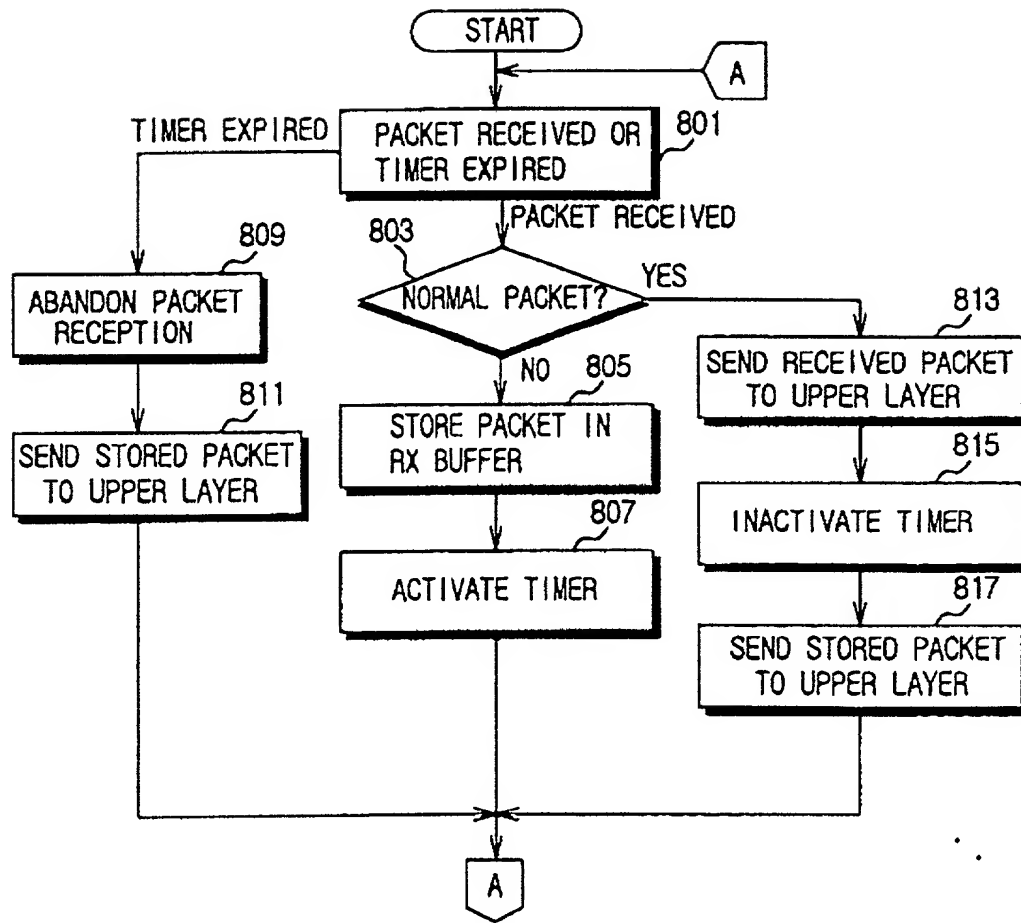 START
A
TIMER EXPIRED
PACKET RECEIVED OR
TIMER EXPIRED
801
PACKET RECEIVED
803
NORMAL PACKET?
YES
NO
809
ABANDON PACKET
RECEPTION
811
SEND STORED PACKET
TO UPPER LAYER
805
STORE PACKET IN
RX BUFFER
807
ACTIVATE TIMER
813
SEND RECEIVED PACKET
TO UPPER LAYER
815
INACTIVATE TIMER
817
SEND STORED PACKET
TO UPPER LAYER
A